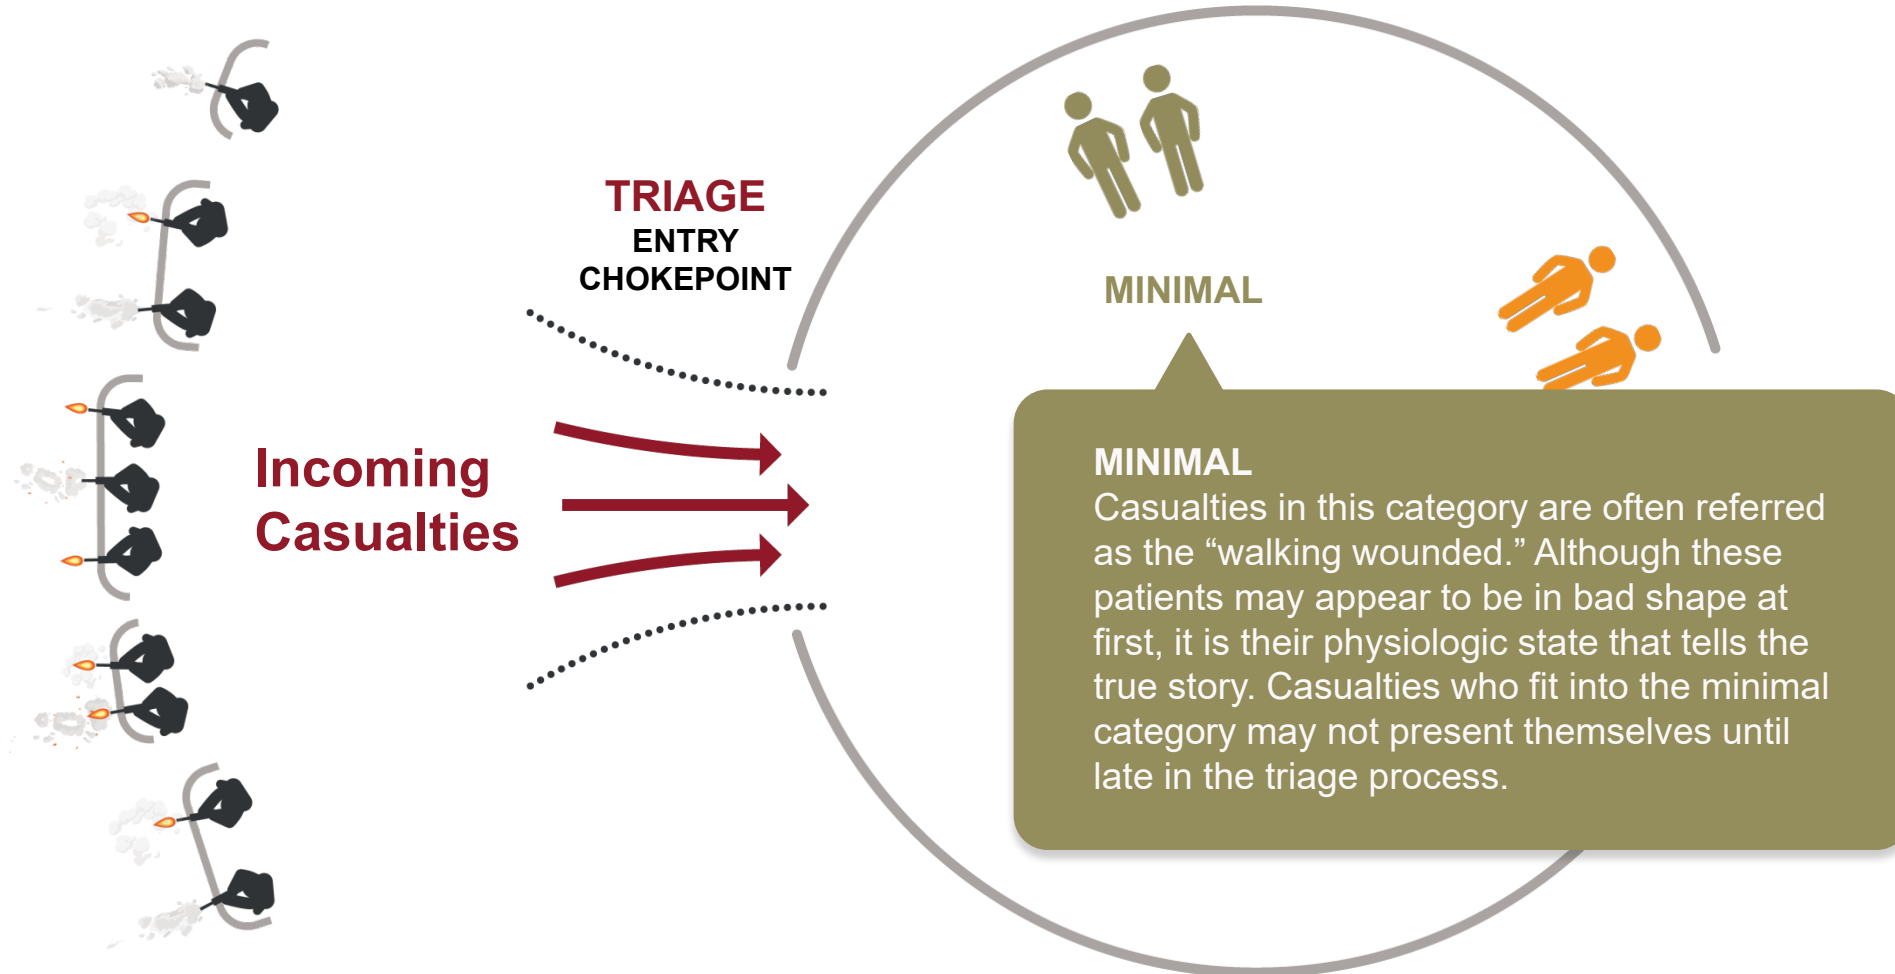 TRIAGE
ENTRY
CHOKEPOINT
Incoming
Casualties
MINIMAL
MINIMAL
Casualties in this category are often referred
as the “walking wounded.” Although these
patients may appear to be in bad shape at
first, it is their physiologic state that tells the
true story. Casualties who fit into the minimal
category may not present themselves until
late in the triage process.